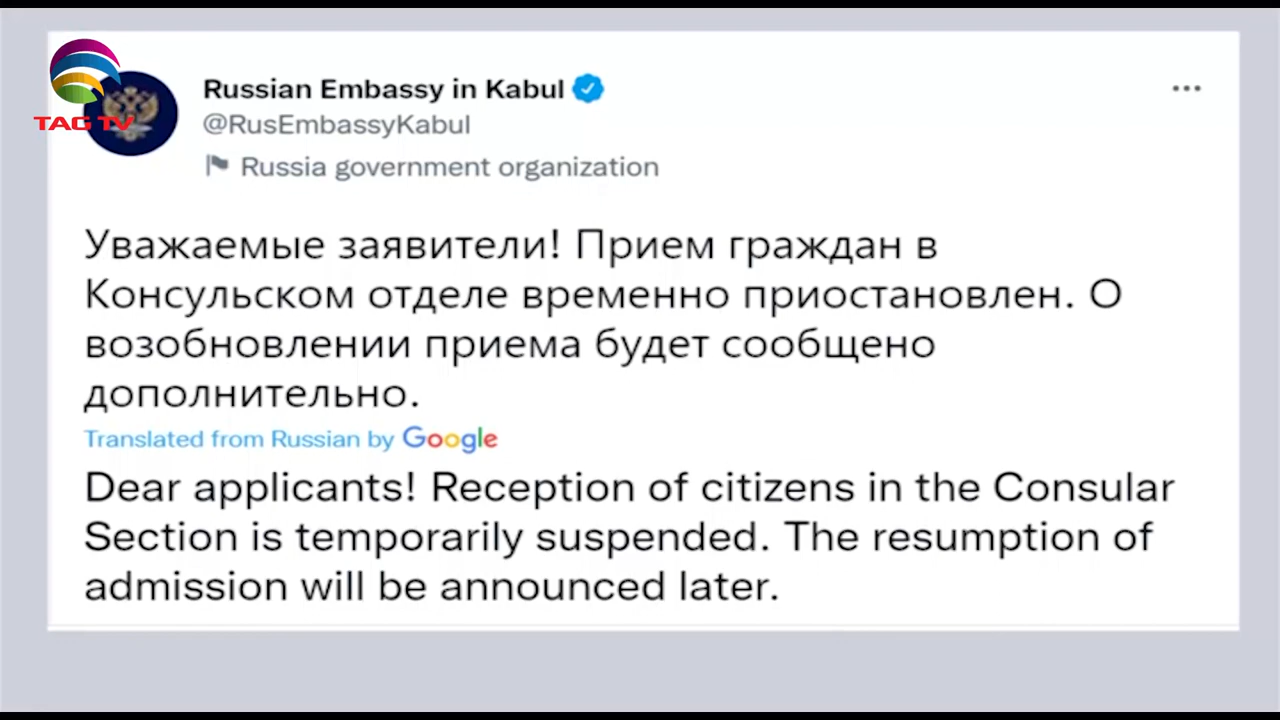 TAG TV
Russian Embassy in Kabul
@RusEmbassyKabul
Russia government organization
Уважаемые заявители! Прием граждан в
Консульском отделе временно приостановлен. О
возобновлении приема будет сообщено
дополнительно.
Translated from Russian by Google
Dear applicants! Reception of citizens in the Consular
Section is temporarily suspended. The resumption of
admission will be announced later.